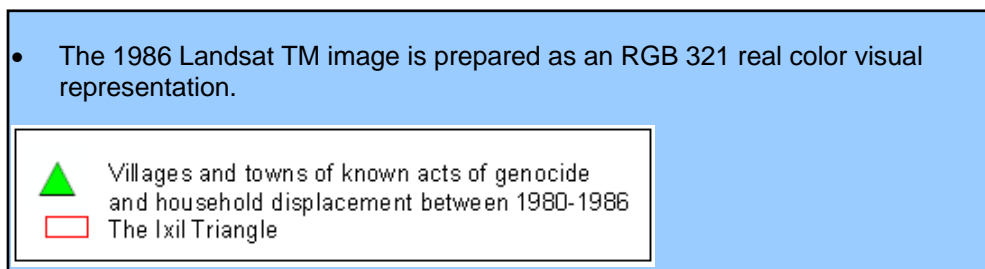 • The 1986 Landsat TM image is prepared as an RGB 321 real color visual
representation.
Villages and towns of known acts of genocide
and household displacement between 1980-1986
The Ixil Triangle